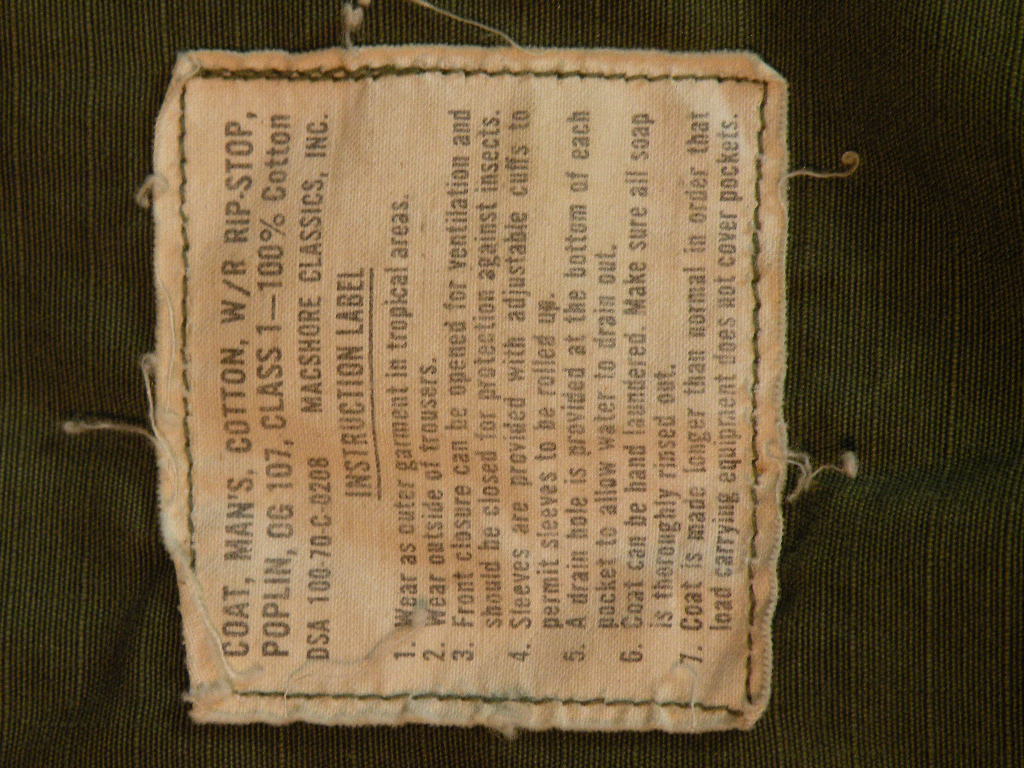 COAT, MAN'S, COTTON, W/R RIP-STOP,
POPLIN, OG 107, CLASS 1—100% Cotton
DSA 100-70-C-0208 MACSHORE CLASSICS, INC.
INSTRUCTION LABEL
1. Wear as outer garment in tropical areas.
2. Wear outside of trousers.
3. Front closure can be opened for ventilation and
should be closed for protection against insects.
4. Sleeves are provided with adjustable cuffs to
permit sleeves to be rolled up.
5. A drain hole is provided at the bottom of each
pocket to allow water to drain out.
6. Coat can be hand laundered. Make sure all soap
is thoroughly rinsed out.
7. Coat is made longer than normal in order that
load carrying equipment does not cover pockets.